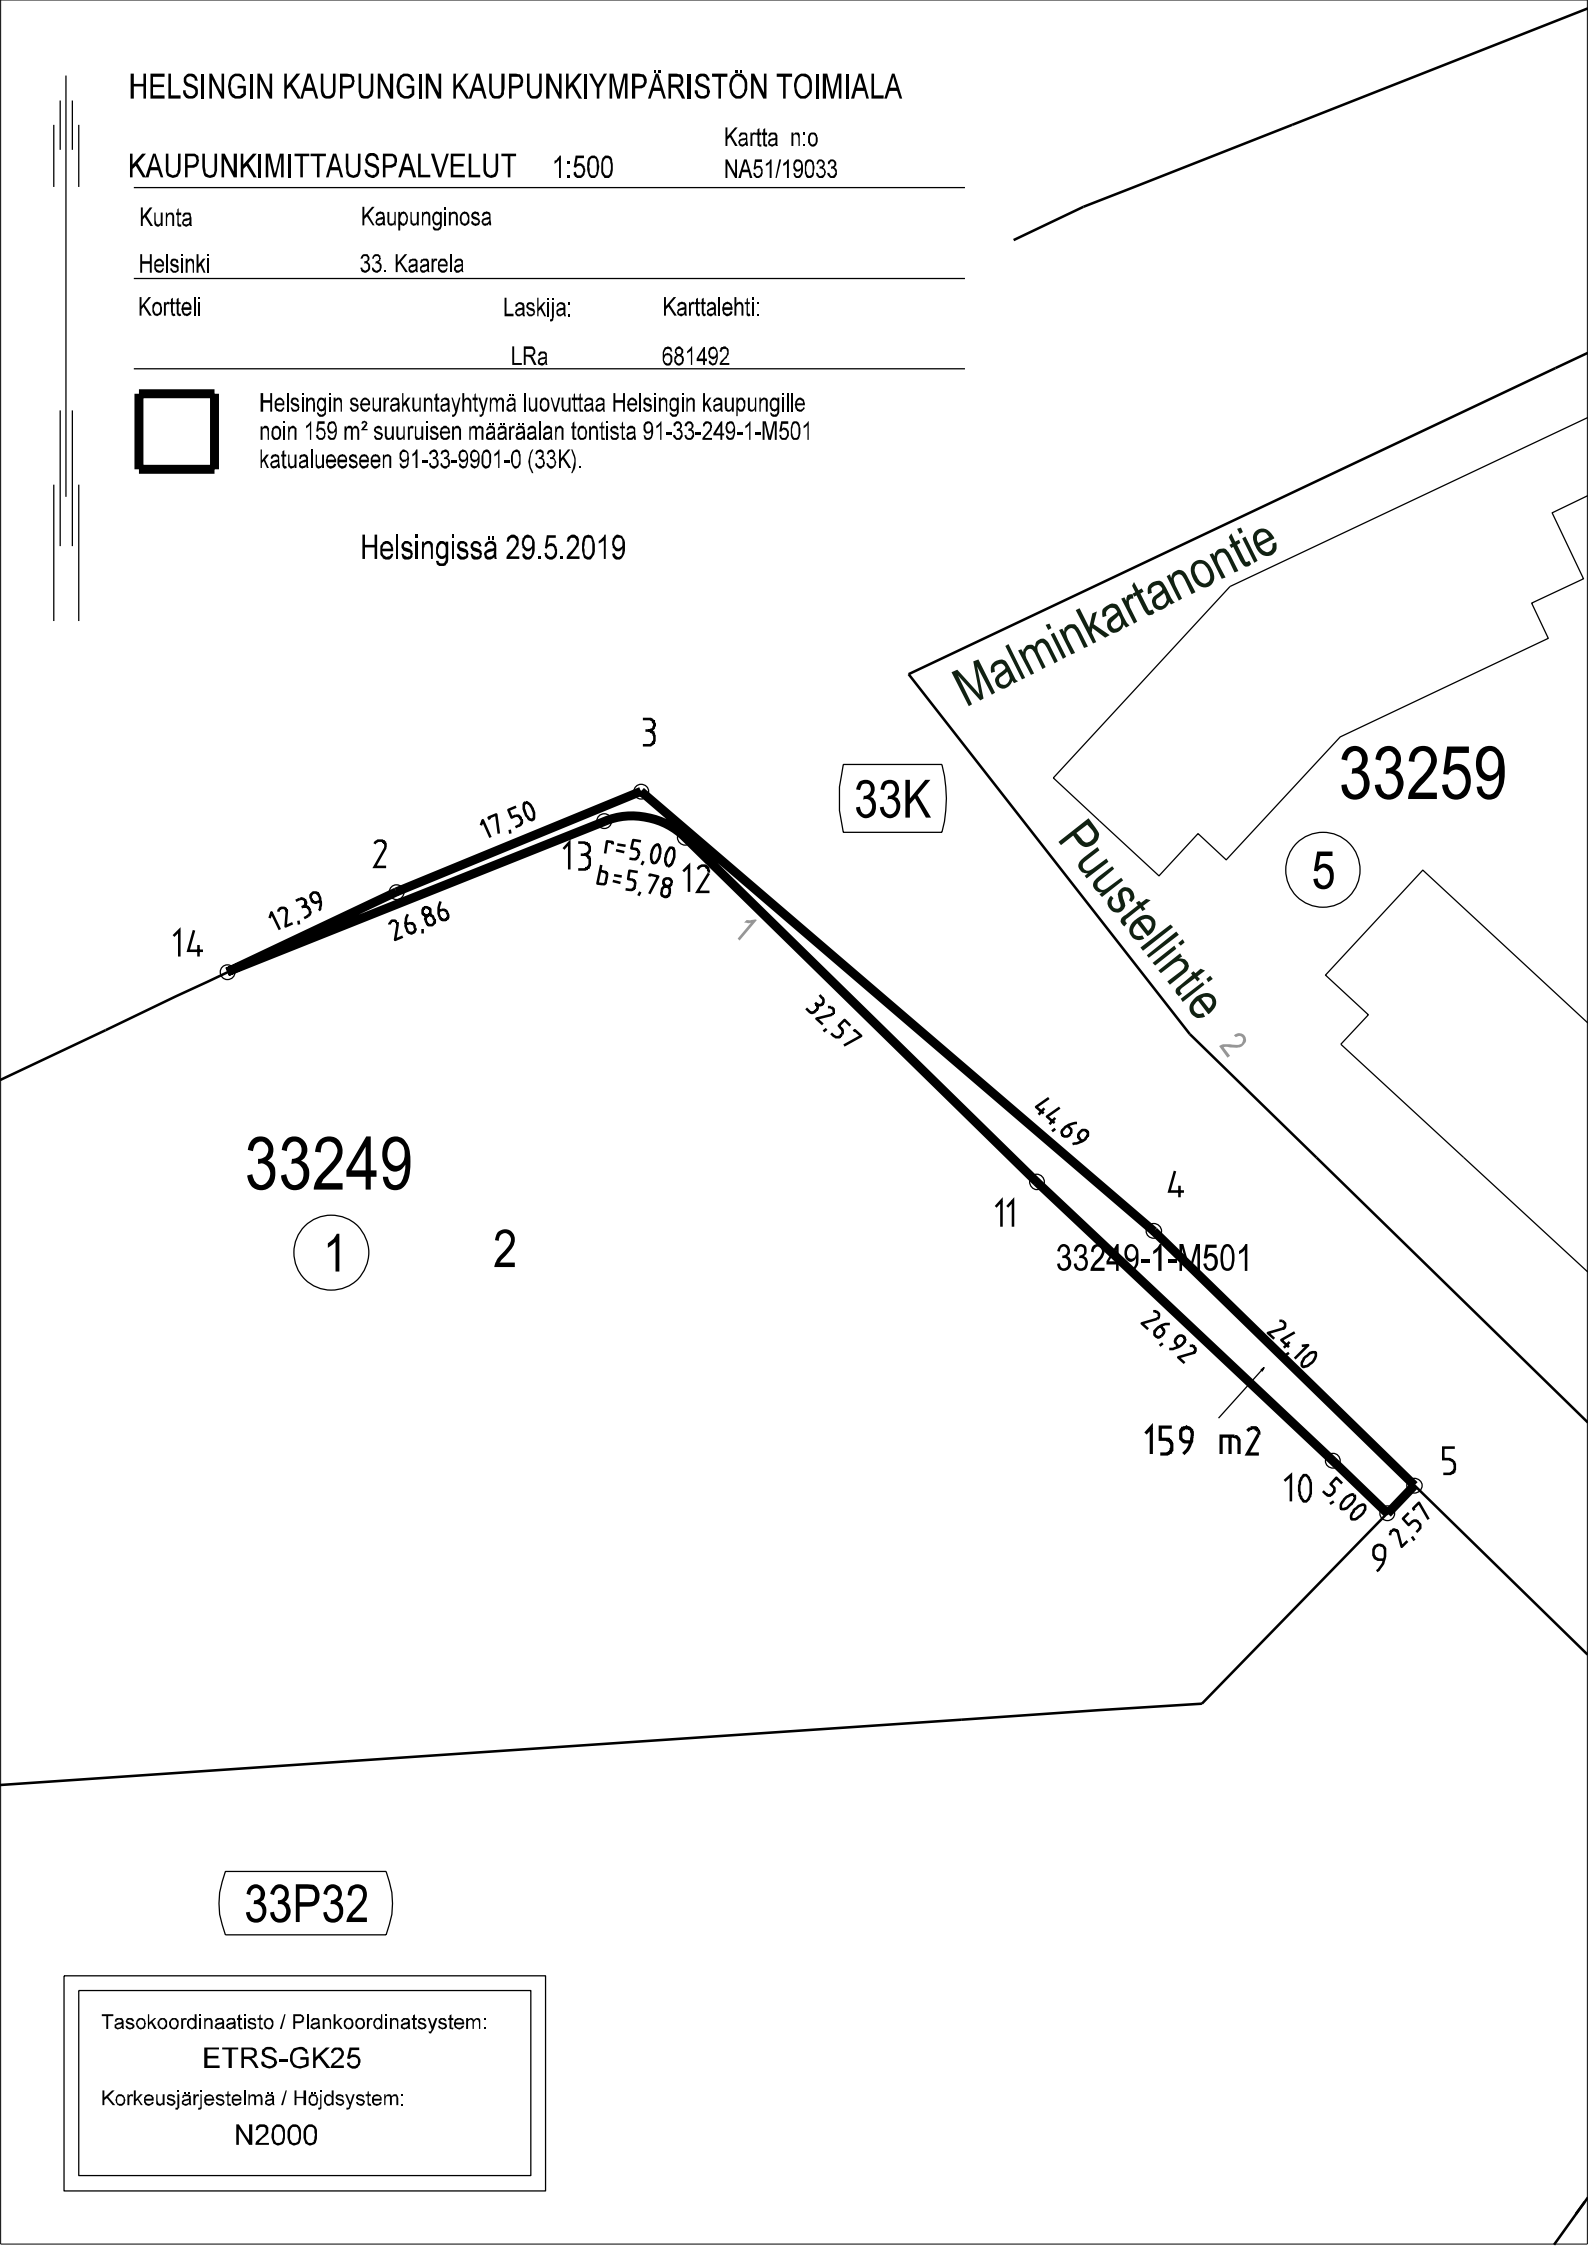 HELSINGIN KAUPUNGIN KAUPUNKIYMPÄRISTÖN TOIMIALA
Kartta n:o
KAUPUNKIMITTAUSPALVELUT 1:500 NA51/19033
Kunta Kaupunginosa
Helsinki 33. Kaarela
Kortteli Laskija: Karttalehti:
LRa 681492
Helsingin seurakuntayhtymä luovuttaa Helsingin kaupungille
noin 159 m² suuruisen määräalan tontista 91-33-249-1-M501
katualueeseen 91-33-9901-0 (33K).
Helsingissä 29.5.2019
Malminkartanontie
3
33K
33259
17,50
2
13
r=5,00
b=5,78
12
Puustellintie
5
12,39
26,86
1
14
32,57
2
44,69
33249
4
11
1
2
33249-1-M501
26,92
24,10
159 m2
5
10
5,00
2,57
9
33P32
Tasokoordinaatisto / Plankoordinatsystem:
ETRS-GK25
Korkeusjärjestelmä / Höjdsystem:
N2000